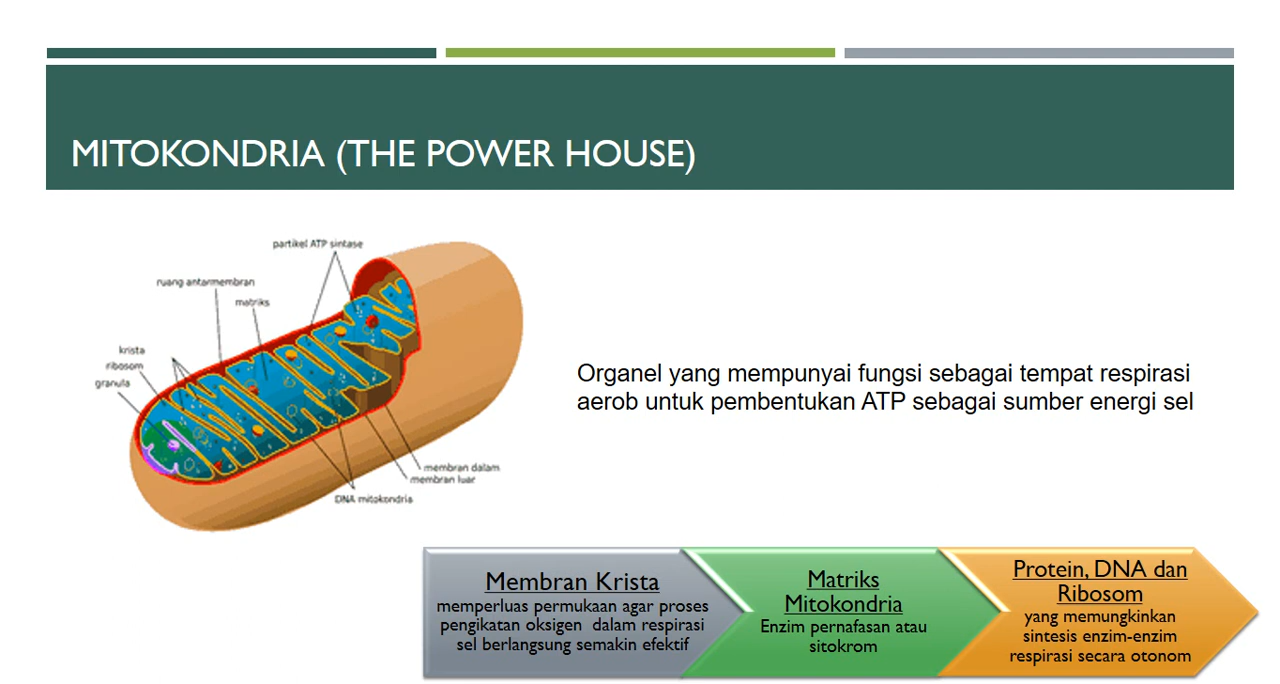 MITOKONDRIA (THE POWER HOUSE)
partikel ATP sintase
ruang antarmembran
matriks
krista
ribosom
granula
membran dalam
membran luar
DNA mitokondria
Organel yang mempunyai fungsi sebagai tempat respirasi
aerob untuk pembentukan ATP sebagai sumber energi sel
Membran Krista
memperluas permukaan agar proses
pengikatan oksigen dalam respirasi
sel berlangsung semakin efektif
Matriks
Mitokondria
Enzim pernafasan atau
sitokrom
Protein, DNA dan
Ribosom
yang memungkinkan
sintesis enzim-enzim
respirasi secara otonom